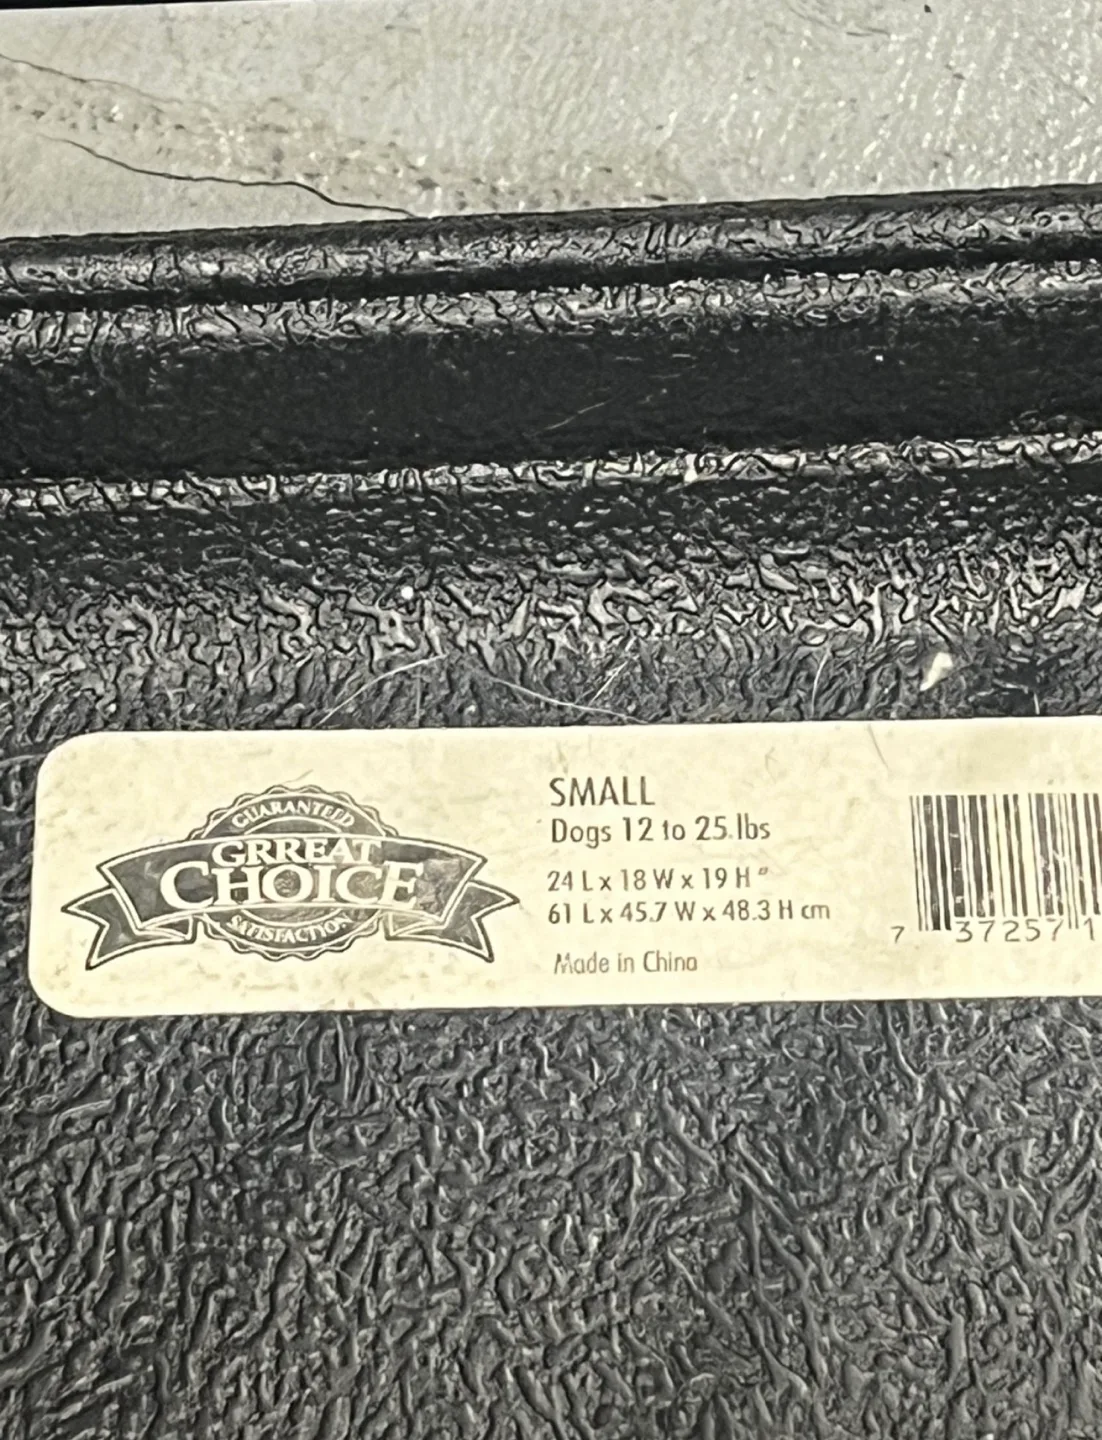 GUARANTEED
GRREAT
CHOICE
SATISFACTION
SMALL
Dogs 12 to 25 lbs
24 L x 18 W x 19 H "
61 L x 45.7 W x 48.3 H cm
Made in China
7 37257 1